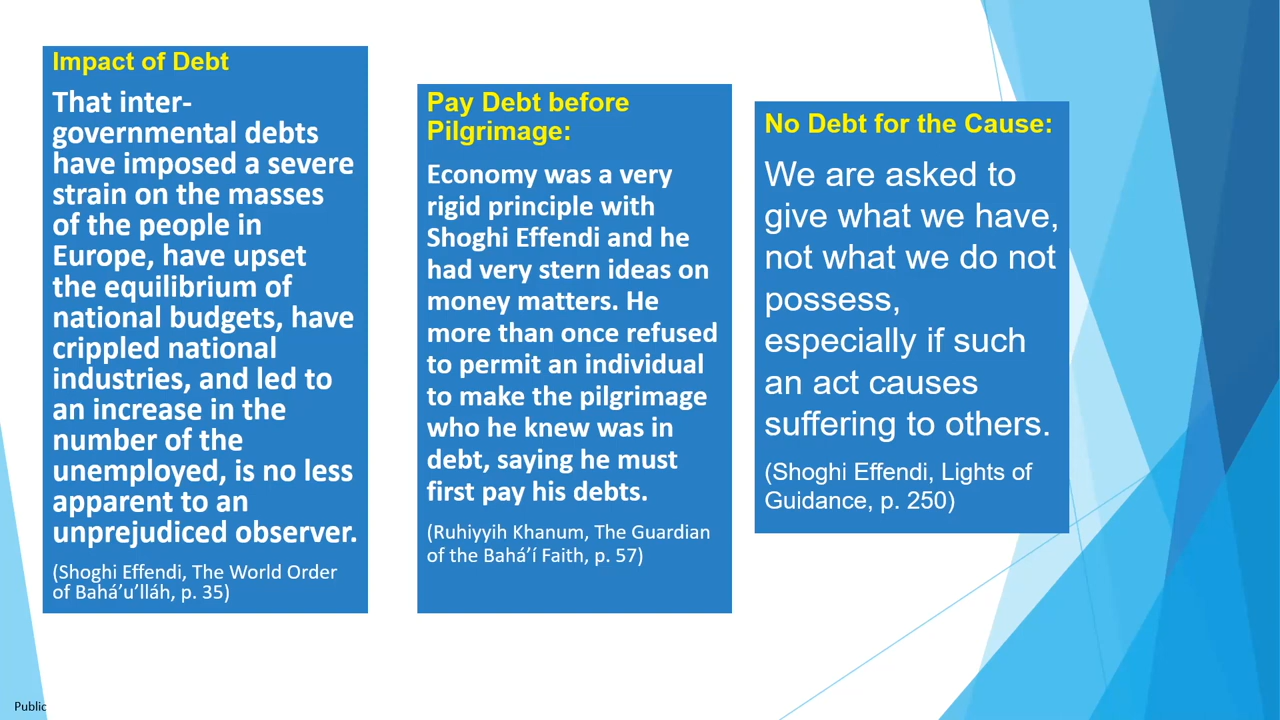 Impact of Debt
That inter-
governmental debts
have imposed a severe
strain on the masses
of the people in
Europe, have upset
the equilibrium of
national budgets, have
crippled national
industries, and led to
an increase in the
number of the
unemployed, is no less
apparent to an
unprejudiced observer.
(Shoghi Effendi, The World Order
of Bahá’u’lláh, p. 35)
Pay Debt before
Pilgrimage:
Economy was a very
rigid principle with
Shoghi Effendi and he
had very stern ideas on
money matters. He
more than once refused
to permit an individual
to make the pilgrimage
who he knew was in
debt, saying he must
first pay his debts.
(Ruhiyyih Khanum, The Guardian
of the Bahá’í Faith, p. 57)
No Debt for the Cause:
We are asked to
give what we have,
not what we do not
possess,
especially if such
an act causes
suffering to others.
(Shoghi Effendi, Lights of
Guidance, p. 250)
Public